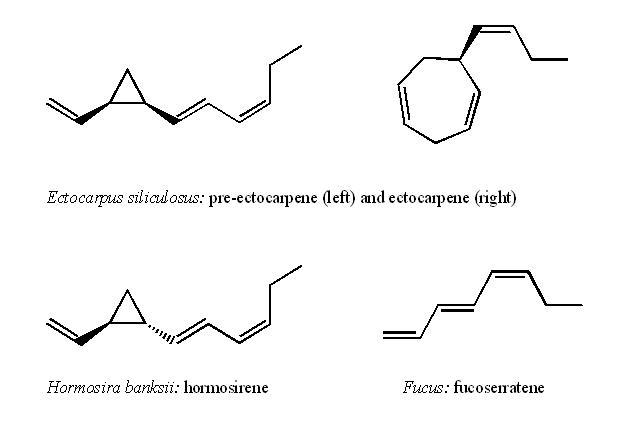 Ectocarpus siliculosus: pre-ectocarpene (left) and ectocarpene (right)
Hormosira banksii: hormosirene
Fucus: fucoserratene